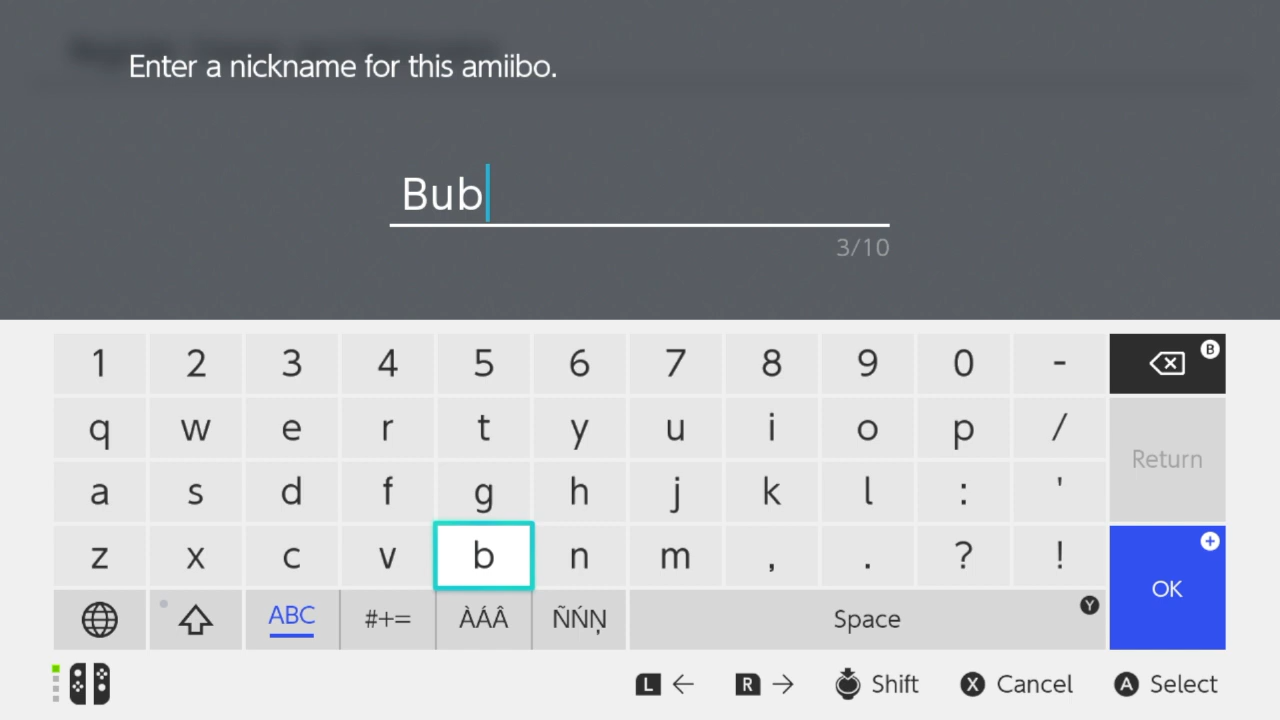 Enter a nickname for this amiibo.
Bub
3/10
1 2 3 4 5 6 7 8 9 0 - B
q w e r t y u i o p / Return
a s d f g h j k l : '
z x c v b n m , . ? ! + OK
ABC #+= ÀÁÂ ÑŃŅ Space Y
L ← R → Shift X Cancel A Select